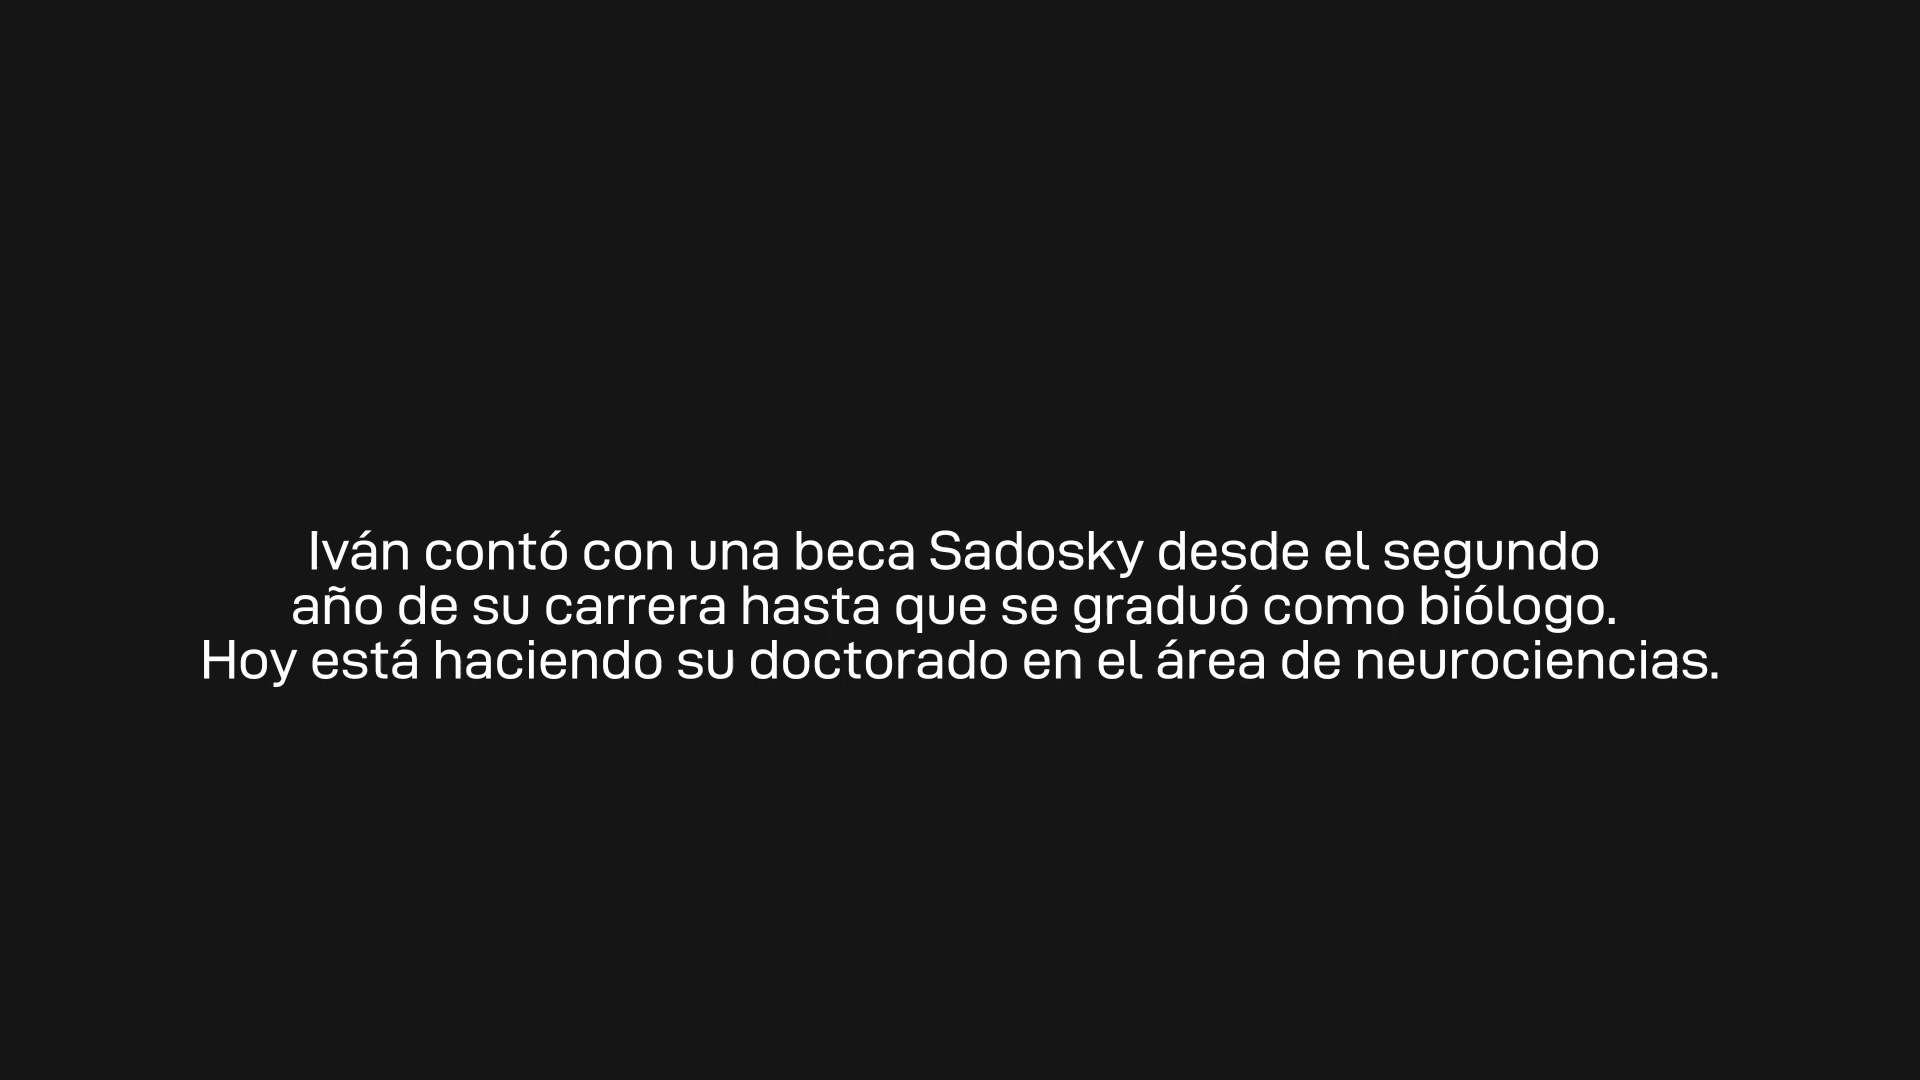 Iván contó con una beca Sadosky desde el segundo
año de su carrera hasta que se graduó como biólogo.
Hoy está haciendo su doctorado en el área de neurociencias.